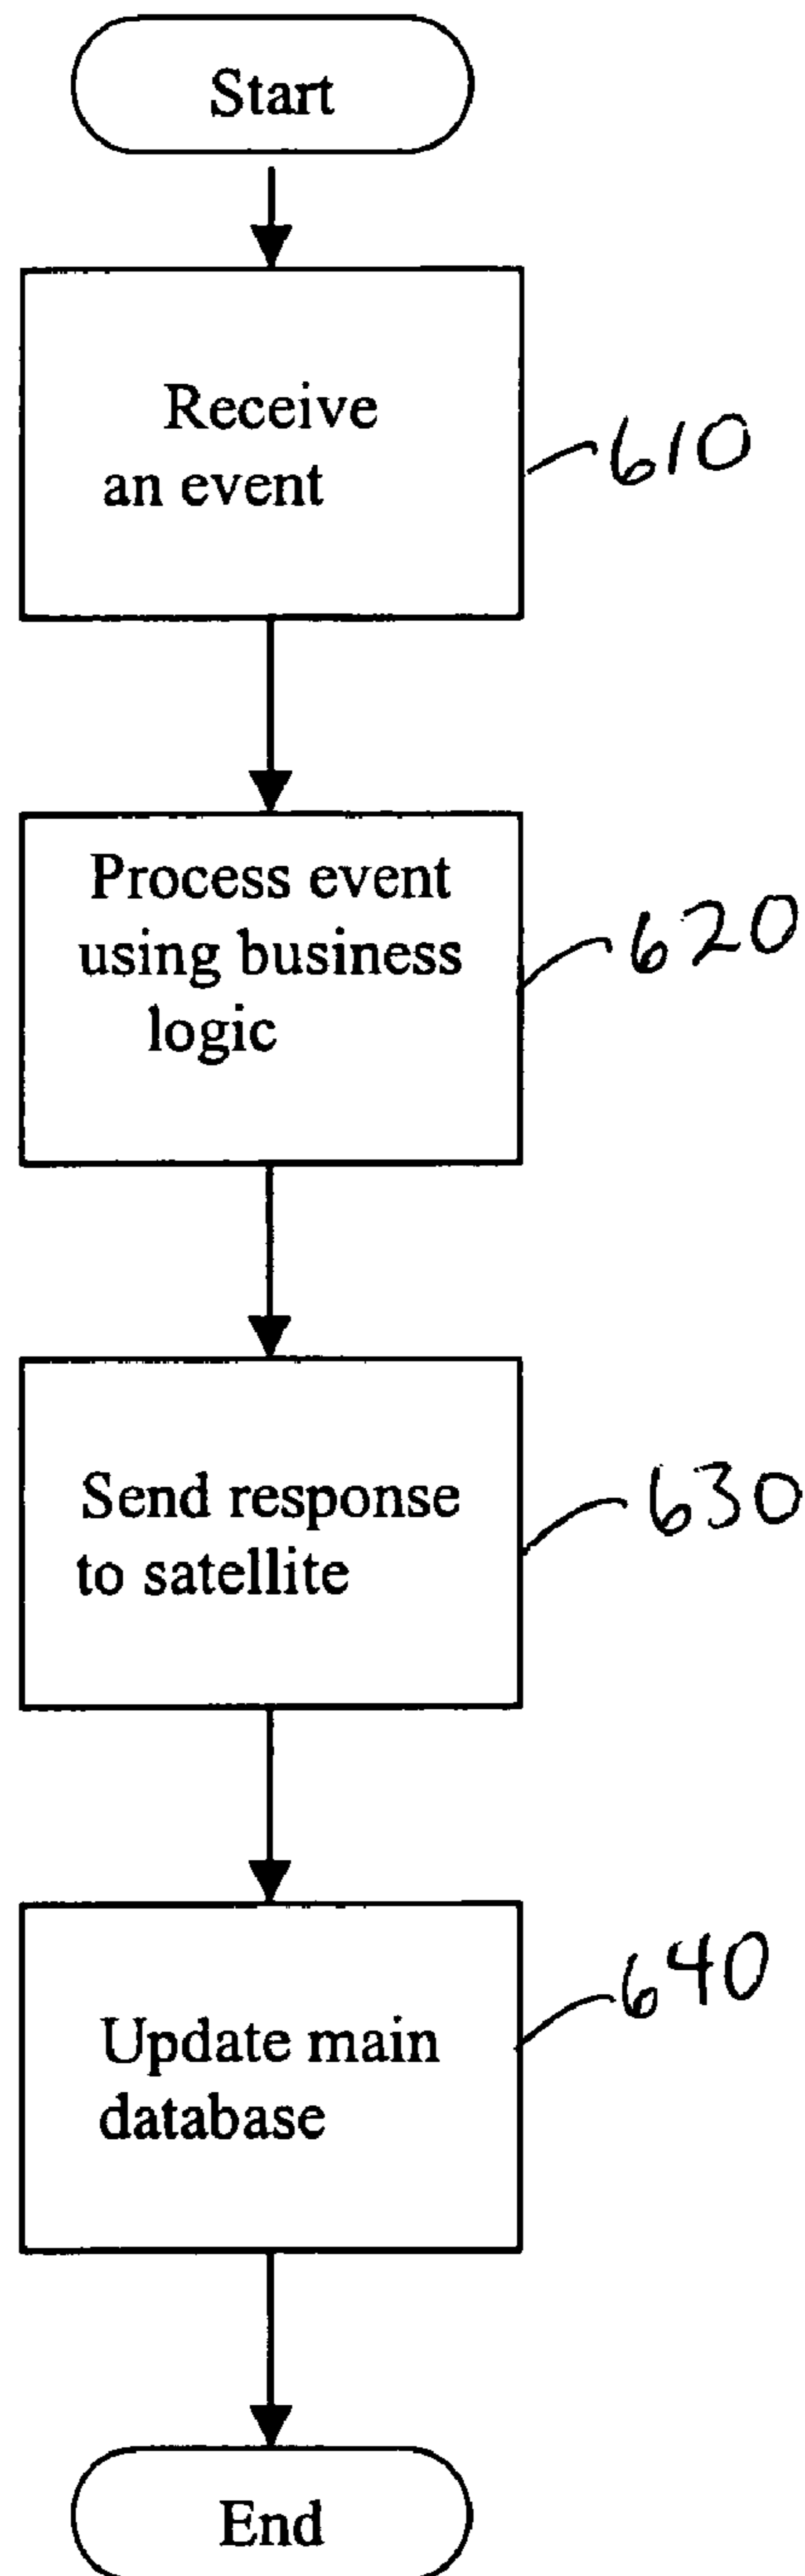 Start
Receive
an event
610
Process event
using business
logic
620
Send response
to satellite
630
Update main
database
640
End